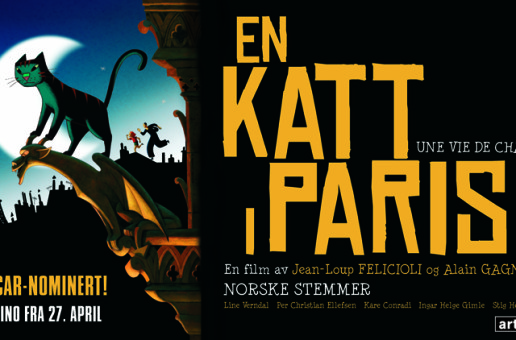 EN
KATT
UNE VIE DE CHA
I PARIS
En film av Jean-Loup FELICIOLI og Alain GAGN
NORSKE STEMMER
Line Verndal Per Christian Ellefsen Kåre Conradi Ingar Helge Gimle Stig He
CAR-NOMINERT!
INO FRA 27. APRIL
art